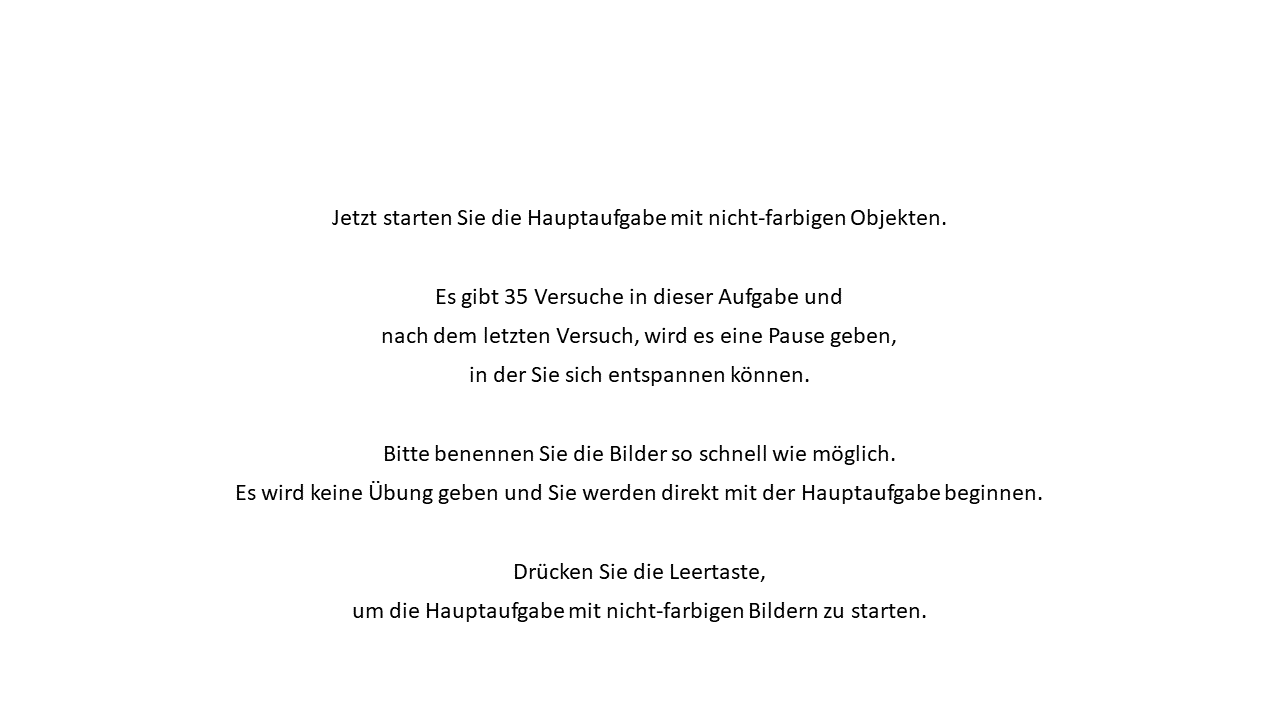 Jetzt starten Sie die Hauptaufgabe mit nicht-farbigen Objekten.
Es gibt 35 Versuche in dieser Aufgabe und
nach dem letzten Versuch, wird es eine Pause geben,
in der Sie sich entspannen können.
Bitte benennen Sie die Bilder so schnell wie möglich.
Es wird keine Übung geben und Sie werden direkt mit der Hauptaufgabe beginnen.
Drücken Sie die Leertaste,
um die Hauptaufgabe mit nicht-farbigen Bildern zu starten.